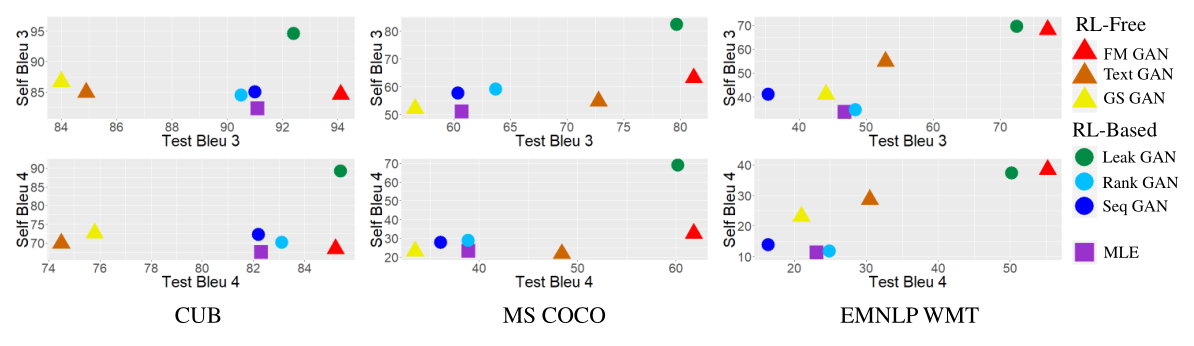 Self Bleu 3
95
90
85
84 86 88 90 92 94
Test Bleu 3
Self Bleu 3
80
70
60
50
60 65 70 75 80
Test Bleu 3
Self Bleu 3
70
60
50
40
40 50 60 70
Test Bleu 3
Self Bleu 4
90
85
80
75
70
74 76 78 80 82 84
Test Bleu 4
CUB
Self Bleu 4
70
60
50
40
30
20
40 60
Test Bleu 4
MS COCO
Self Bleu 4
40
30
20
10
20 30 40 50
Test Bleu 4
EMNLP WMT
RL-Free
FM GAN
Text GAN
GS GAN
RL-Based
Leak GAN
Rank GAN
Seq GAN
MLE